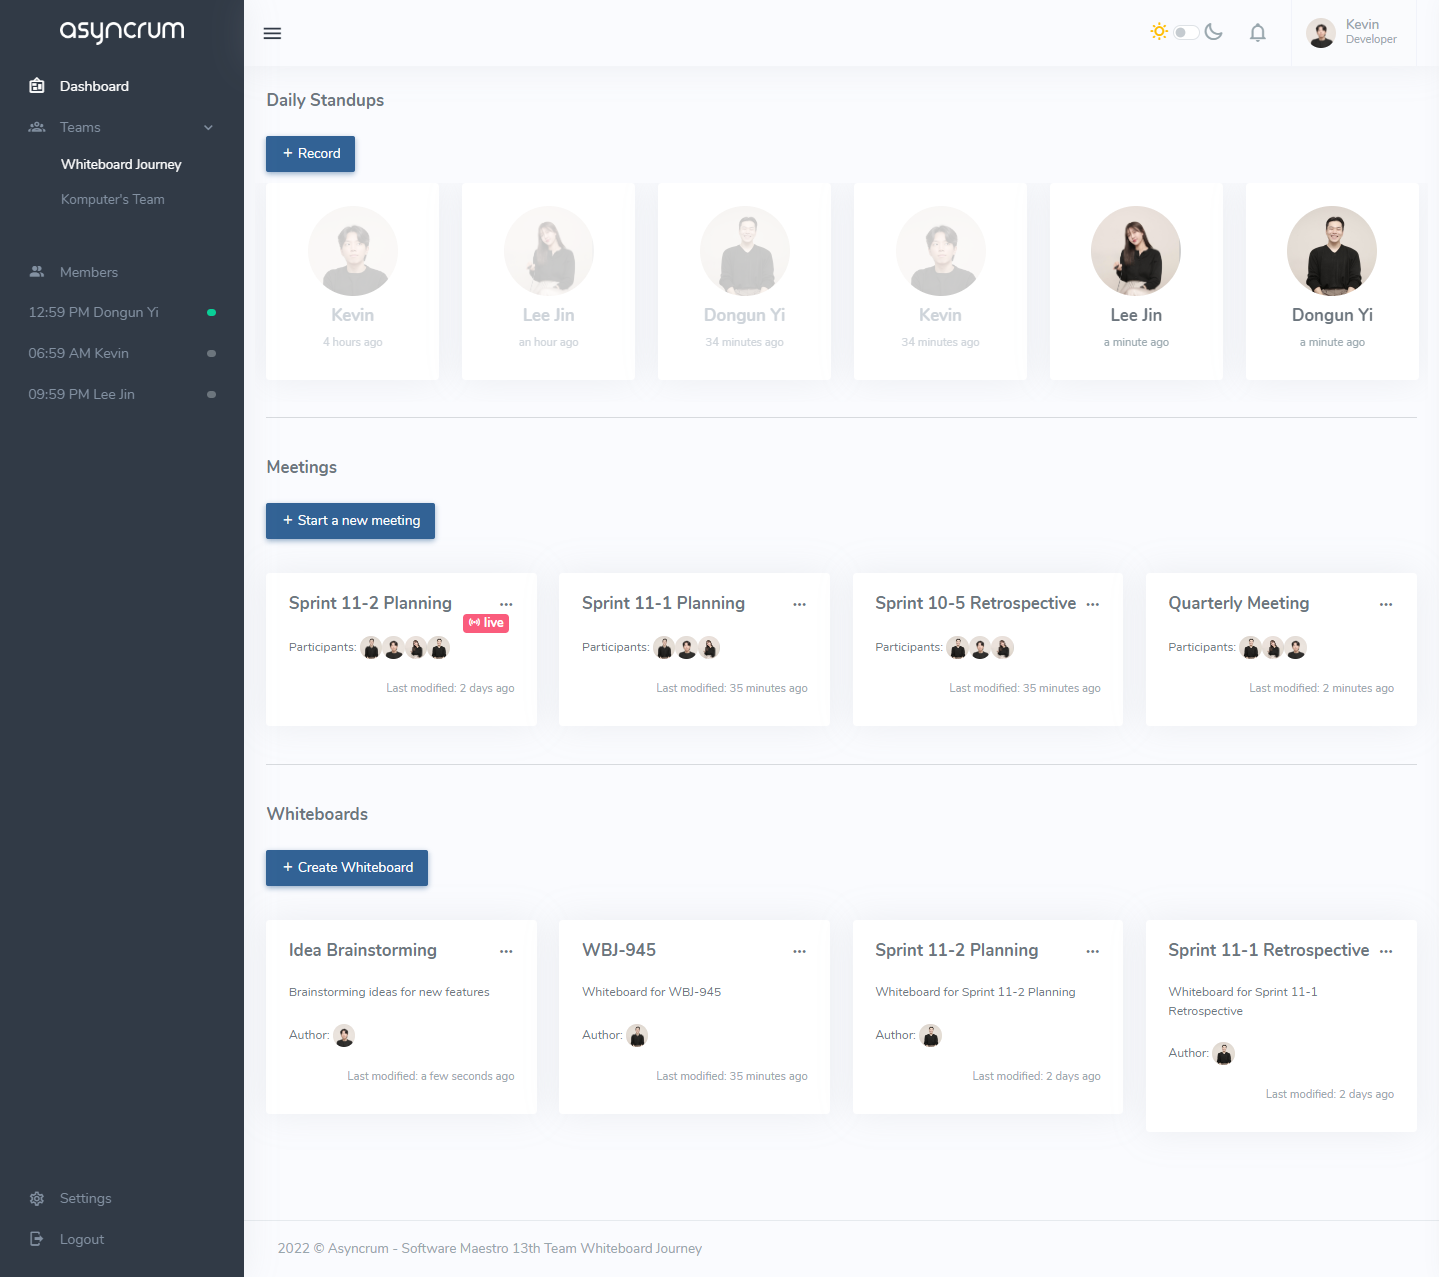 asyncrum
Dashboard
Teams
Whiteboard Journey
Komputer's Team
Members
12:59 PM Dongun Yi
06:59 AM Kevin
09:59 PM Lee Jin
Settings
Logout
Kevin
Developer
Daily Standups
+ Record
Kevin
4 hours ago
Lee Jin
an hour ago
Dongun Yi
34 minutes ago
Kevin
34 minutes ago
Lee Jin
a minute ago
Dongun Yi
a minute ago
Meetings
+ Start a new meeting
Sprint 11-2 Planning
live
Participants:
Last modified: 2 days ago
Sprint 11-1 Planning
Participants:
Last modified: 35 minutes ago
Sprint 10-5 Retrospective
Participants:
Last modified: 35 minutes ago
Quarterly Meeting
Participants:
Last modified: 2 minutes ago
Whiteboards
+ Create Whiteboard
Idea Brainstorming
Brainstorming ideas for new features
Author:
Last modified: a few seconds ago
WBJ-945
Whiteboard for WBJ-945
Author:
Last modified: 35 minutes ago
Sprint 11-2 Planning
Whiteboard for Sprint 11-2 Planning
Author:
Last modified: 2 days ago
Sprint 11-1 Retrospective
Whiteboard for Sprint 11-1
Retrospective
Author:
Last modified: 2 days ago
2022 © Asyncrum - Software Maestro 13th Team Whiteboard Journey